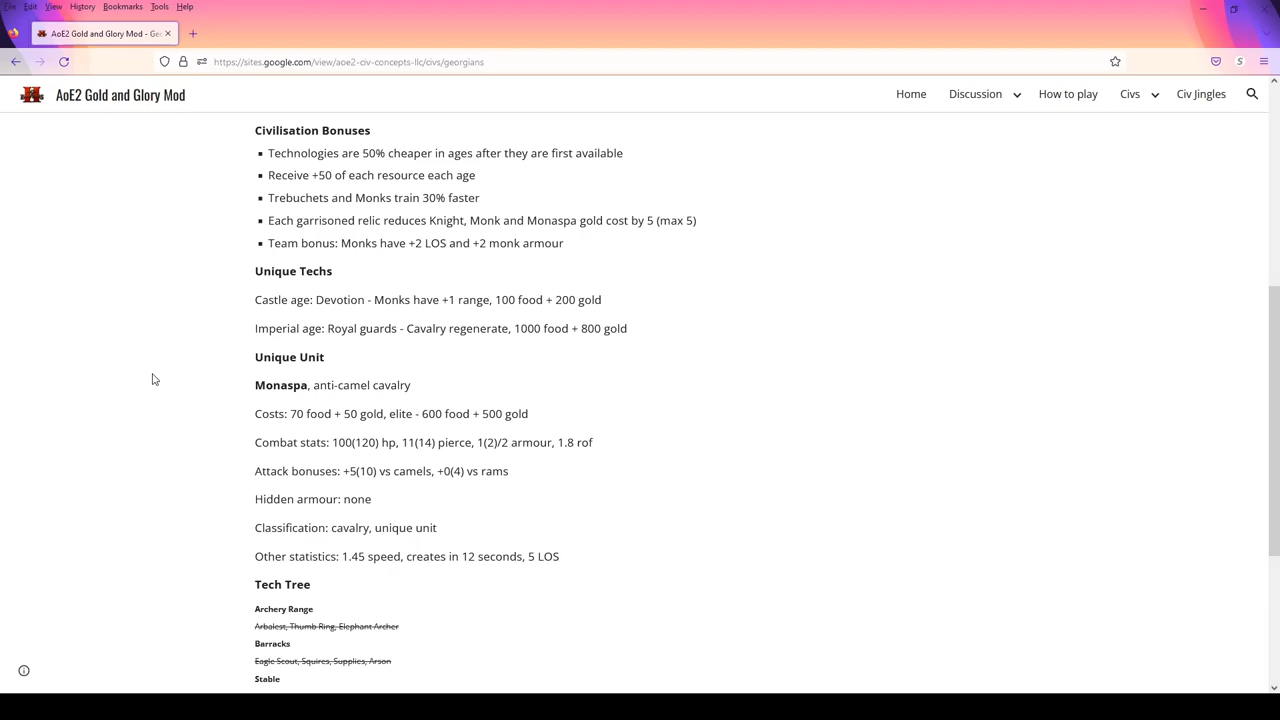 File Edit View History Bookmarks Tools Help
AoE2 Gold and Glory Mod - Geo
https://sites.google.com/view/aoe2-civ-concepts-llc/civs/georgians
AoE2 Gold and Glory Mod
Home Discussion How to play Civs Civ Jingles
Civilisation Bonuses
Technologies are 50% cheaper in ages after they are first available
Receive +50 of each resource each age
Trebuchets and Monks train 30% faster
Each garrisoned relic reduces Knight, Monk and Monaspa gold cost by 5 (max 5)
Team bonus: Monks have +2 LOS and +2 monk armour
Unique Techs
Castle age: Devotion - Monks have +1 range, 100 food + 200 gold
Imperial age: Royal guards - Cavalry regenerate, 1000 food + 800 gold
Unique Unit
Monaspa, anti-camel cavalry
Costs: 70 food + 50 gold, elite - 600 food + 500 gold
Combat stats: 100(120) hp, 11(14) pierce, 1(2)/2 armour, 1.8 rof
Attack bonuses: +5(10) vs camels, +0(4) vs rams
Hidden armour: none
Classification: cavalry, unique unit
Other statistics: 1.45 speed, creates in 12 seconds, 5 LOS
Tech Tree
Archery Range
Arbalest, Thumb Ring, Elephant Archer
Barracks
Eagle Scout, Squires, Supplies, Arson
Stable